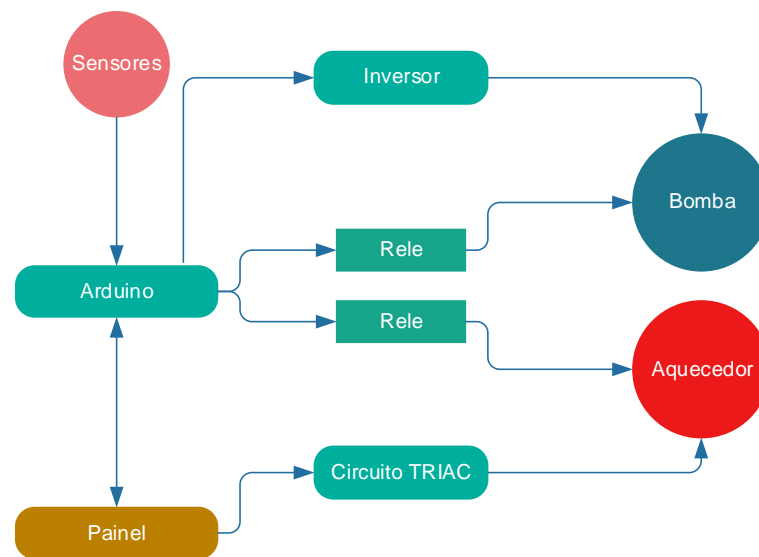 Sensores
Inversor
Bomba
Rele
Arduino
Rele
Aquecedor
Circuito TRIAC
Painel